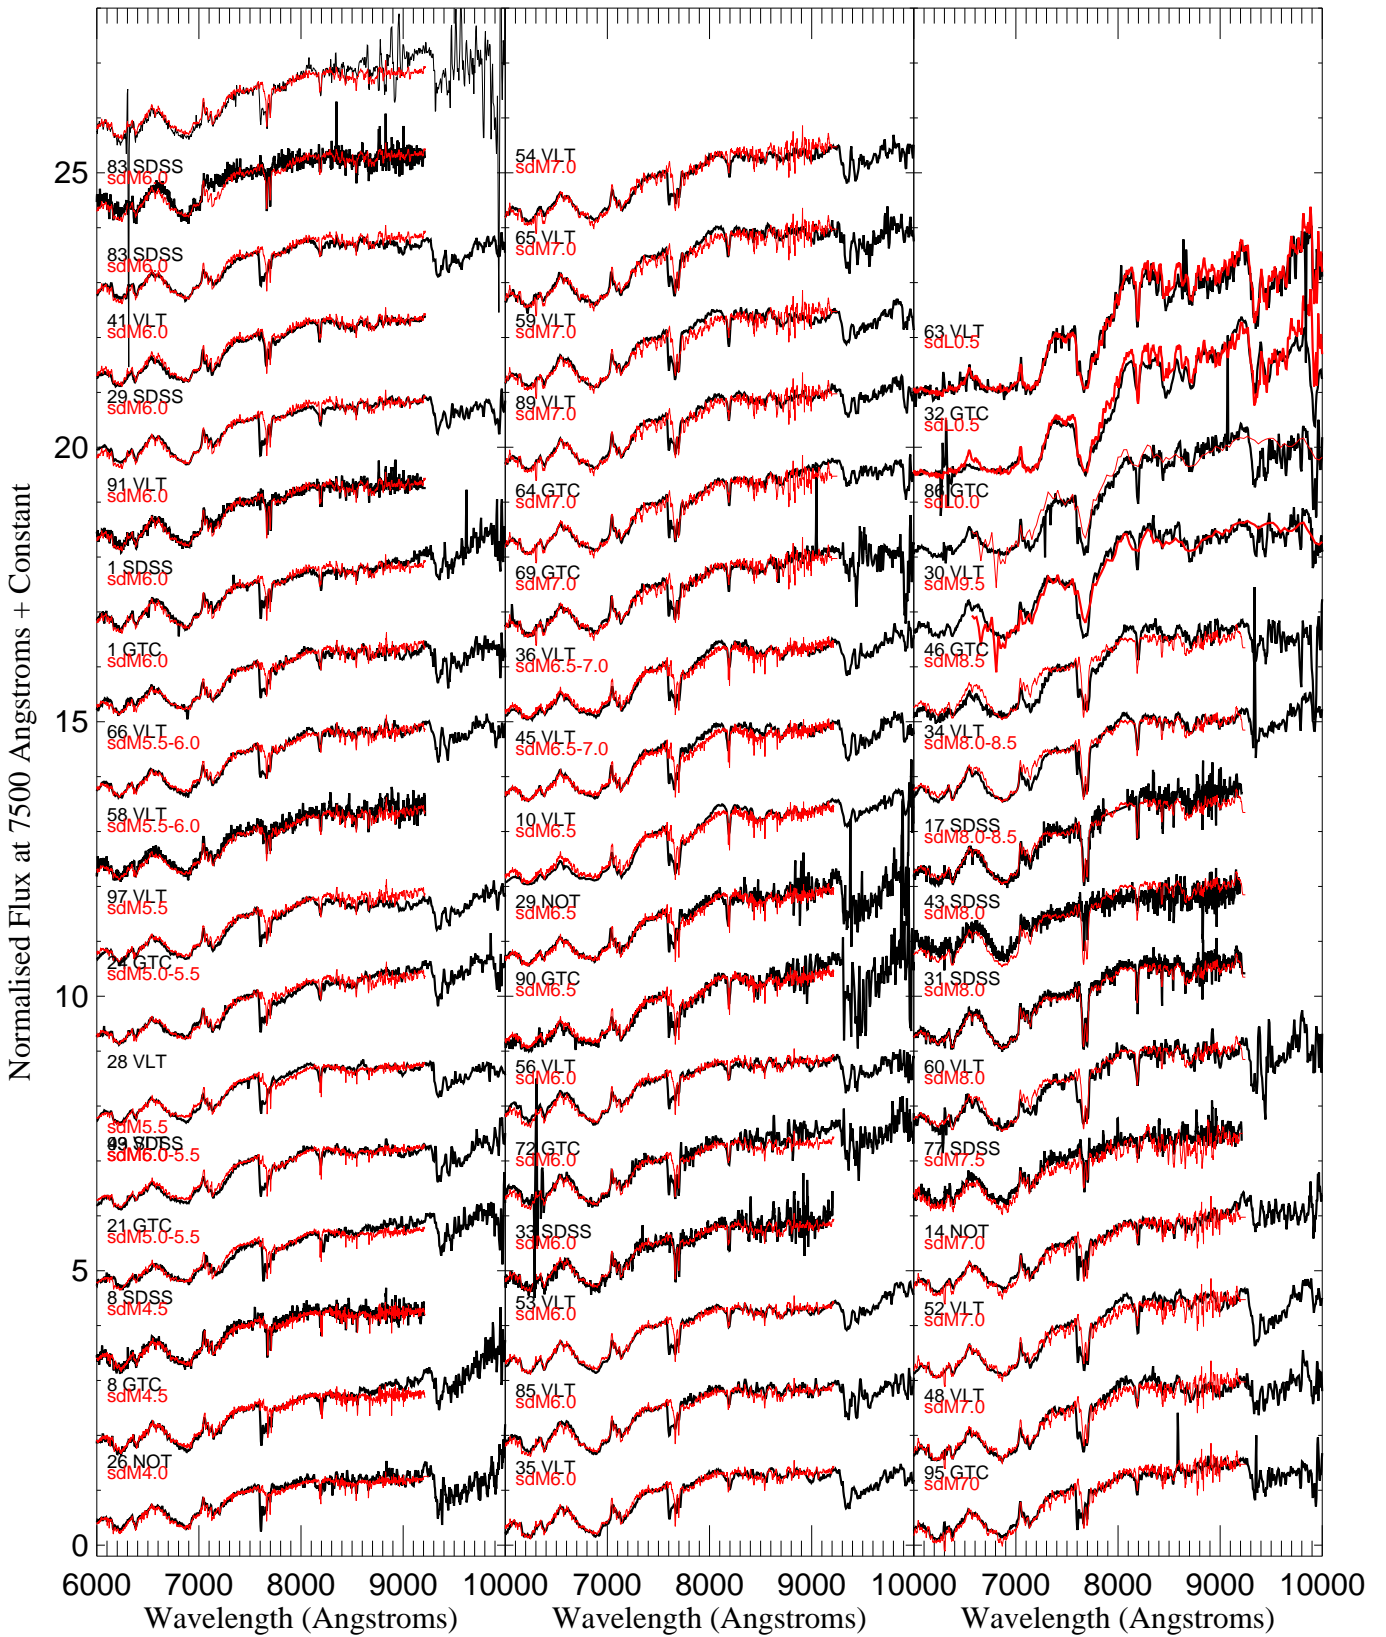 Normalised Flux at 7500 Angstroms + Constant
25
20
15
10
5
0
83 SDSS
sdM6.0
83 SDSS
sdM6.0
41 VLT
sdM6.0
29 SDSS
sdM6.0
91 VLT
sdM6.0
1 SDSS
sdM6.0
1 GTC
sdM6.0
66 VLT
sdM5.5-6.0
58 VLT
sdM5.5-6.0
97 VLT
sdM5.5
24 GTC
sdM5.0-5.5
28 VLT
sdM5.5
SDSS
sdM6.0-5.5
21 GTC
sdM5.0-5.5
8 SDSS
sdM4.5
8 GTC
sdM4.5
26 NOT
sdM4.0
54 VLT
sdM7.0
65 VLT
sdM7.0
59 VLT
sdM7.0
89 VLT
sdM7.0
64 GTC
sdM7.0
69 GTC
sdM7.0
36 VLT
sdM6.5-7.0
45 VLT
sdM6.5-7.0
10 VLT
sdM6.5
29 NOT
sdM6.5
90 GTC
sdM6.5
56 VLT
sdM6.0
72 GTC
sdM6.0
33 SDSS
sdM6.0
53 VLT
sdM6.0
85 VLT
sdM6.0
35 VLT
sdM6.0
63 VLT
sdL0.5
32 GTC
sdL0.5
86 GTC
sdL0.0
30 VLT
sdM9.5
46 GTC
sdM8.5
34 VLT
sdM8.0-8.5
17 SDSS
sdM8.0-8.5
43 SDSS
sdM8.0
31 SDSS
sdM8.0
60 VLT
sdM8.0
77 SDSS
sdM7.5
14 NOT
sdM7.0
52 VLT
sdM7.0
48 VLT
sdM7.0
95 GTC
sdM70
6000 7000 8000 9000 10000 7000 8000 9000 10000 7000 8000 9000 10000
Wavelength (Angstroms) Wavelength (Angstroms) Wavelength (Angstroms)